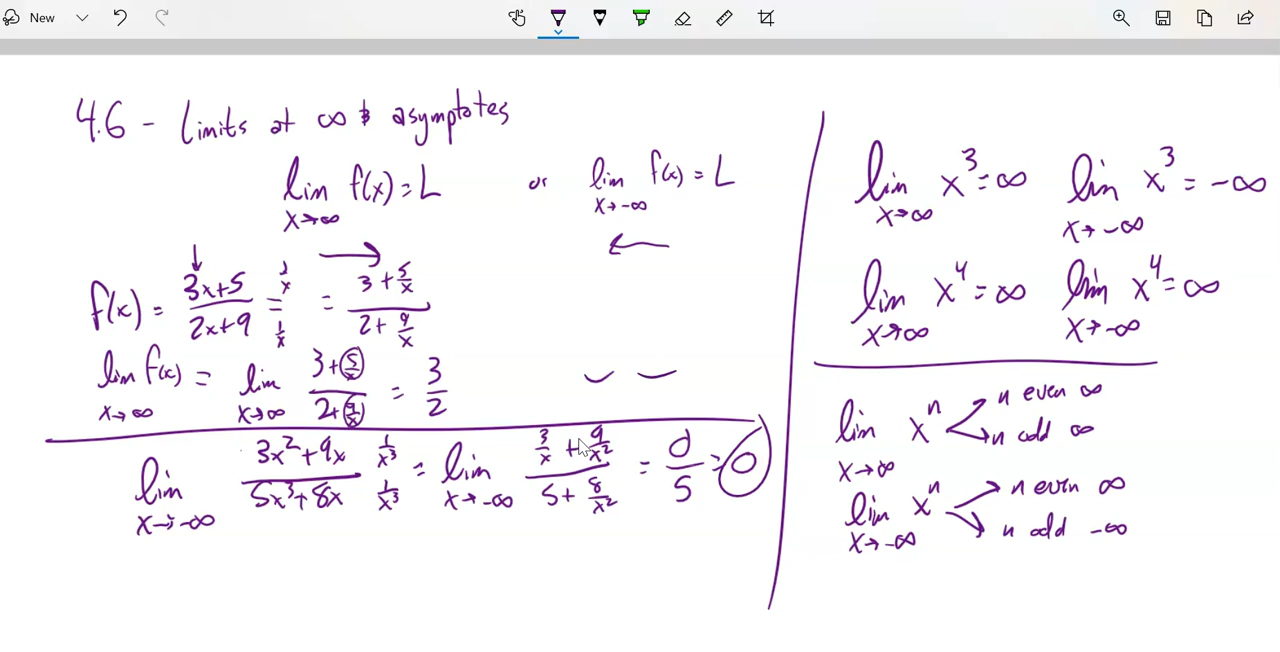 New
4.6 - Limits at ∞ & asymptotes
lim x→∞ f(x) = L or lim x→-∞ f(x) = L
f(x) = (3x+5)/(2x+9) = (1/x)/(1/x) = (3 + 5/x)/(2 + 9/x)
lim x→∞ f(x) = lim x→∞ (3 + 5/x)/(2 + 9/x) = 3/2
lim x→-∞ (3x² + 9x)/(5x³ + 8x) (1/x³)/(1/x³) = lim x→-∞ (3/x + 9/x²)/(5 + 8/x²) = 0/5 = 0
lim x→∞ x³ = ∞ lim x→-∞ x³ = -∞
lim x→∞ x⁴ = ∞ lim x→-∞ x⁴ = ∞
lim x→∞ xⁿ n even ∞
n odd ∞
lim x→-∞ xⁿ n even ∞
n odd -∞